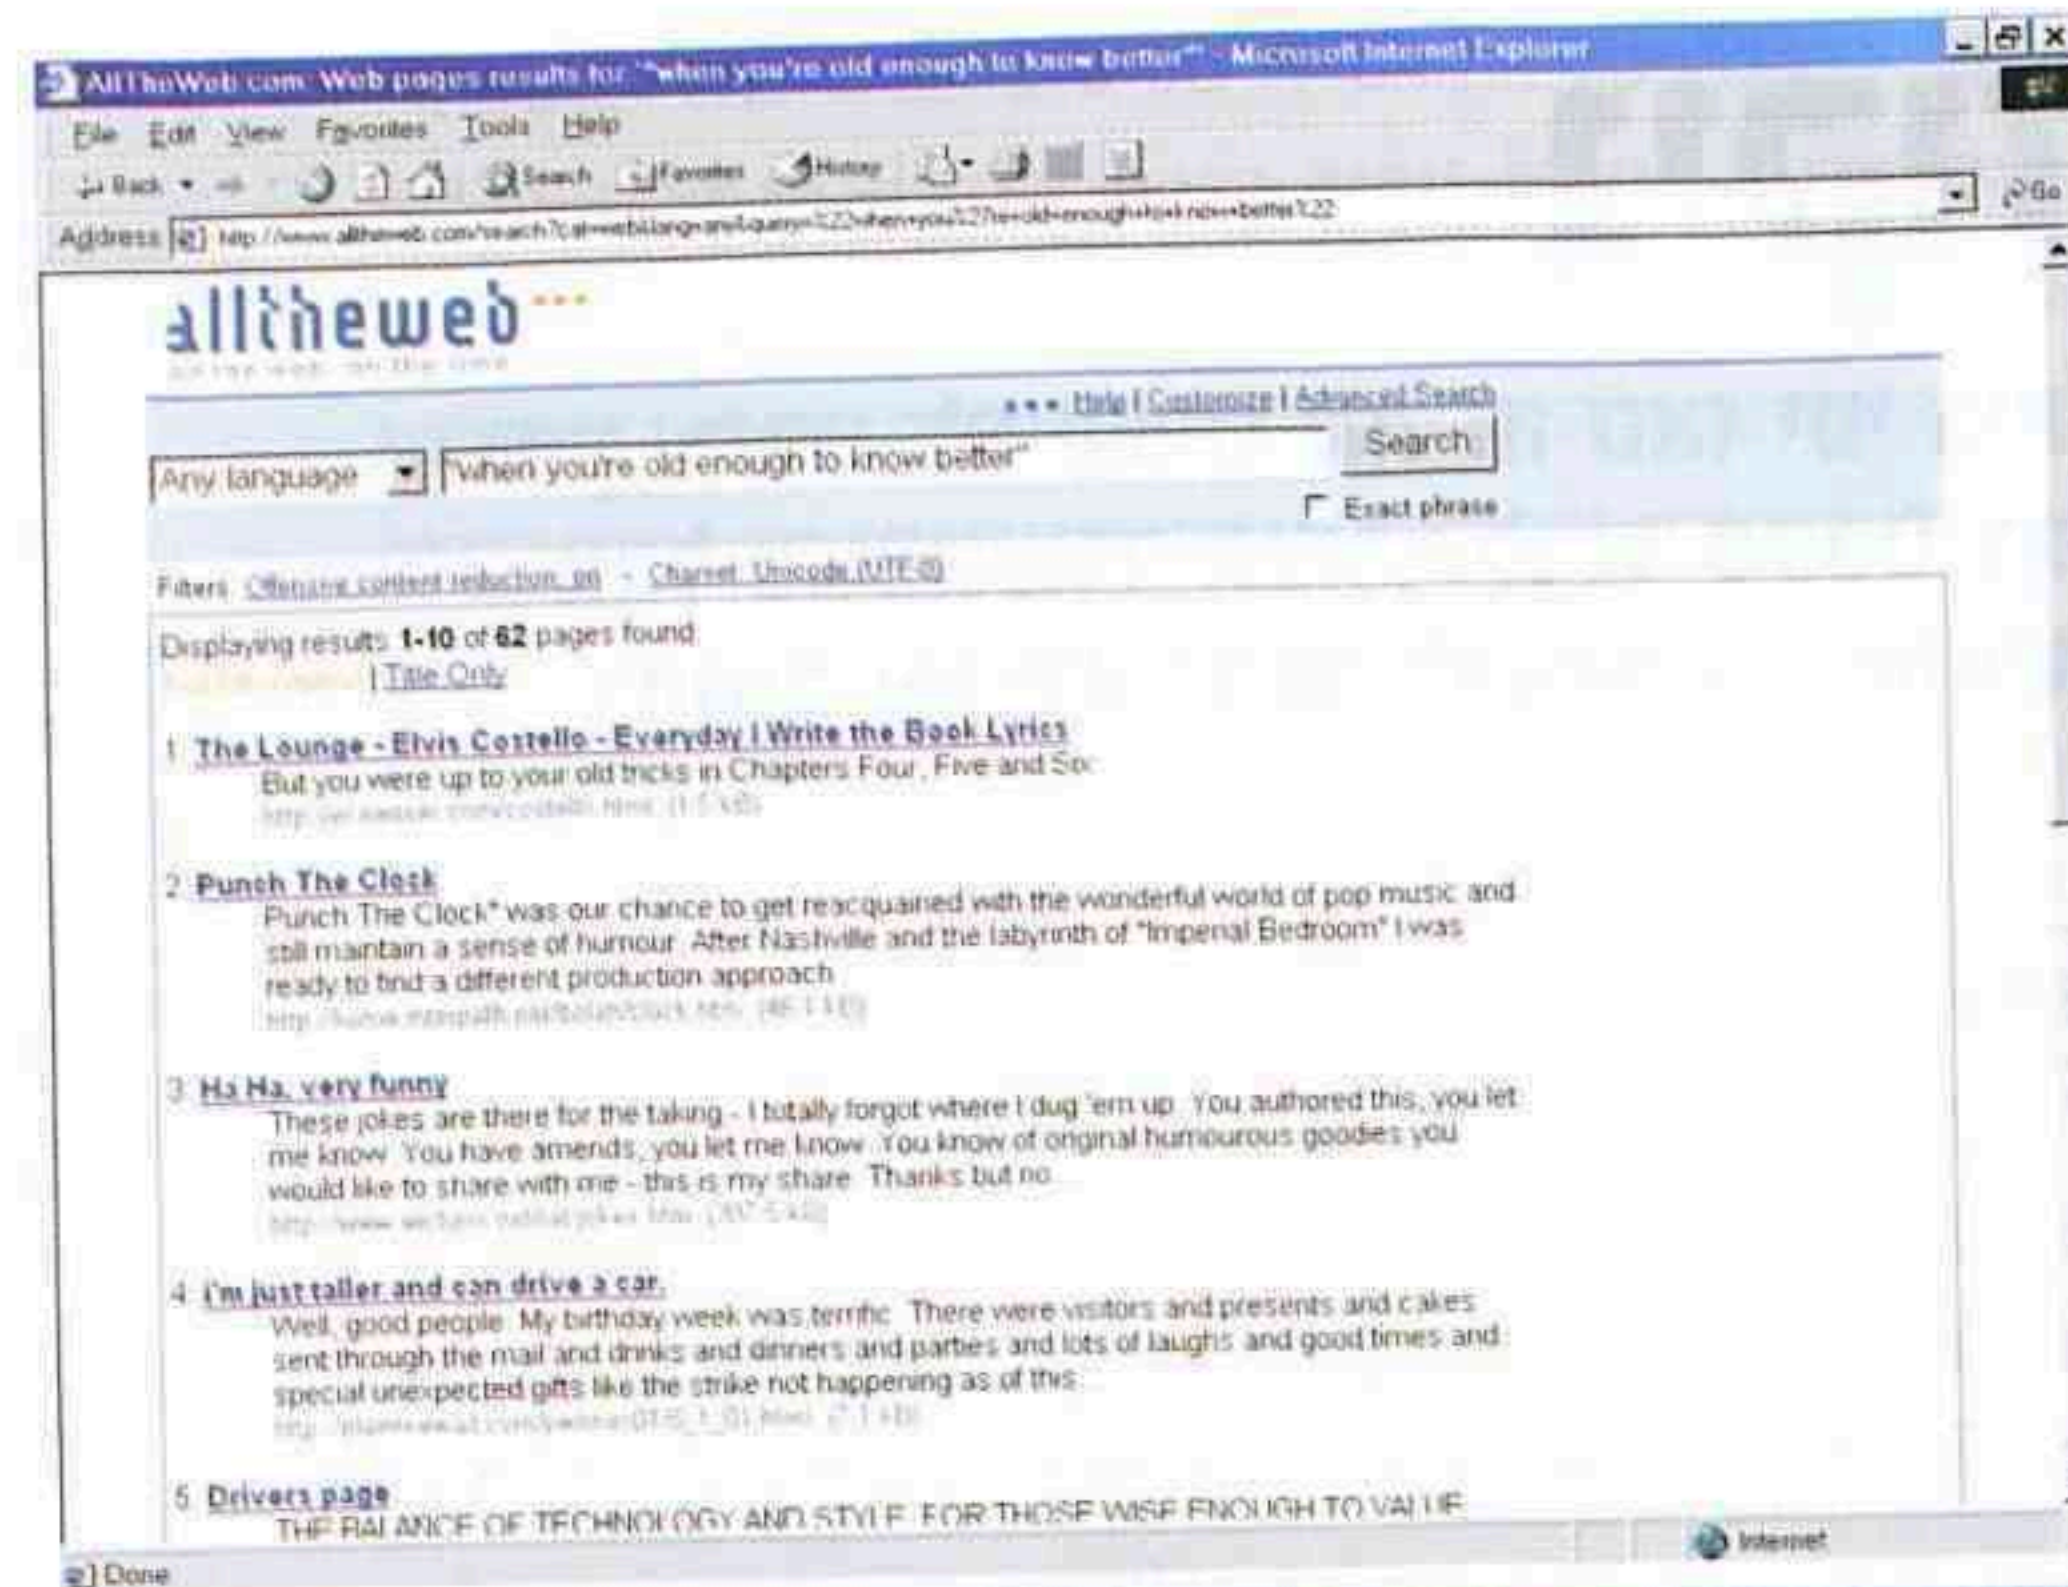 AllTheWeb.com: Web pages results for "“when you're old enough to know better”" - Microsoft Internet Explorer
File Edit View Favorites Tools Help
Back Search Favorites History
Address Go
alltheweb
Help | Customize | Advanced Search
Any language "when you're old enough to know better" Search
Exact phrase
Filters: Offensive content reduction: on - Charset: Unicode (UTF-8)
Displaying results 1-10 of 62 pages found.
| Title Only
1 The Lounge - Elvis Costello - Everyday I Write the Book Lyrics
But you were up to your old tricks in Chapters Four, Five and Six
2 Punch The Clock
Punch The Clock" was our chance to get reacquained with the wonderful world of pop music and
still maintain a sense of humour. After Nashville and the labyrinth of "Imperial Bedroom" I was
ready to find a different production approach
3 Ha Ha, very funny
These jokes are there for the taking - I totally forgot where I dug 'em up. You authored this, you let
me know. You have amends, you let me know. You know of original humourous goodies you
would like to share with me - this is my share. Thanks but no
4 i'm just taller and can drive a car.
Well, good people. My birthday week was terrific. There were visitors and presents and cakes
sent through the mail and drinks and dinners and parties and lots of laughs and good times and
special unexpected gifts like the strike not happening as of this
5 Drivers page
THE BALANCE OF TECHNOLOGY AND STYLE. FOR THOSE WISE ENOUGH TO VALUE
Done Internet